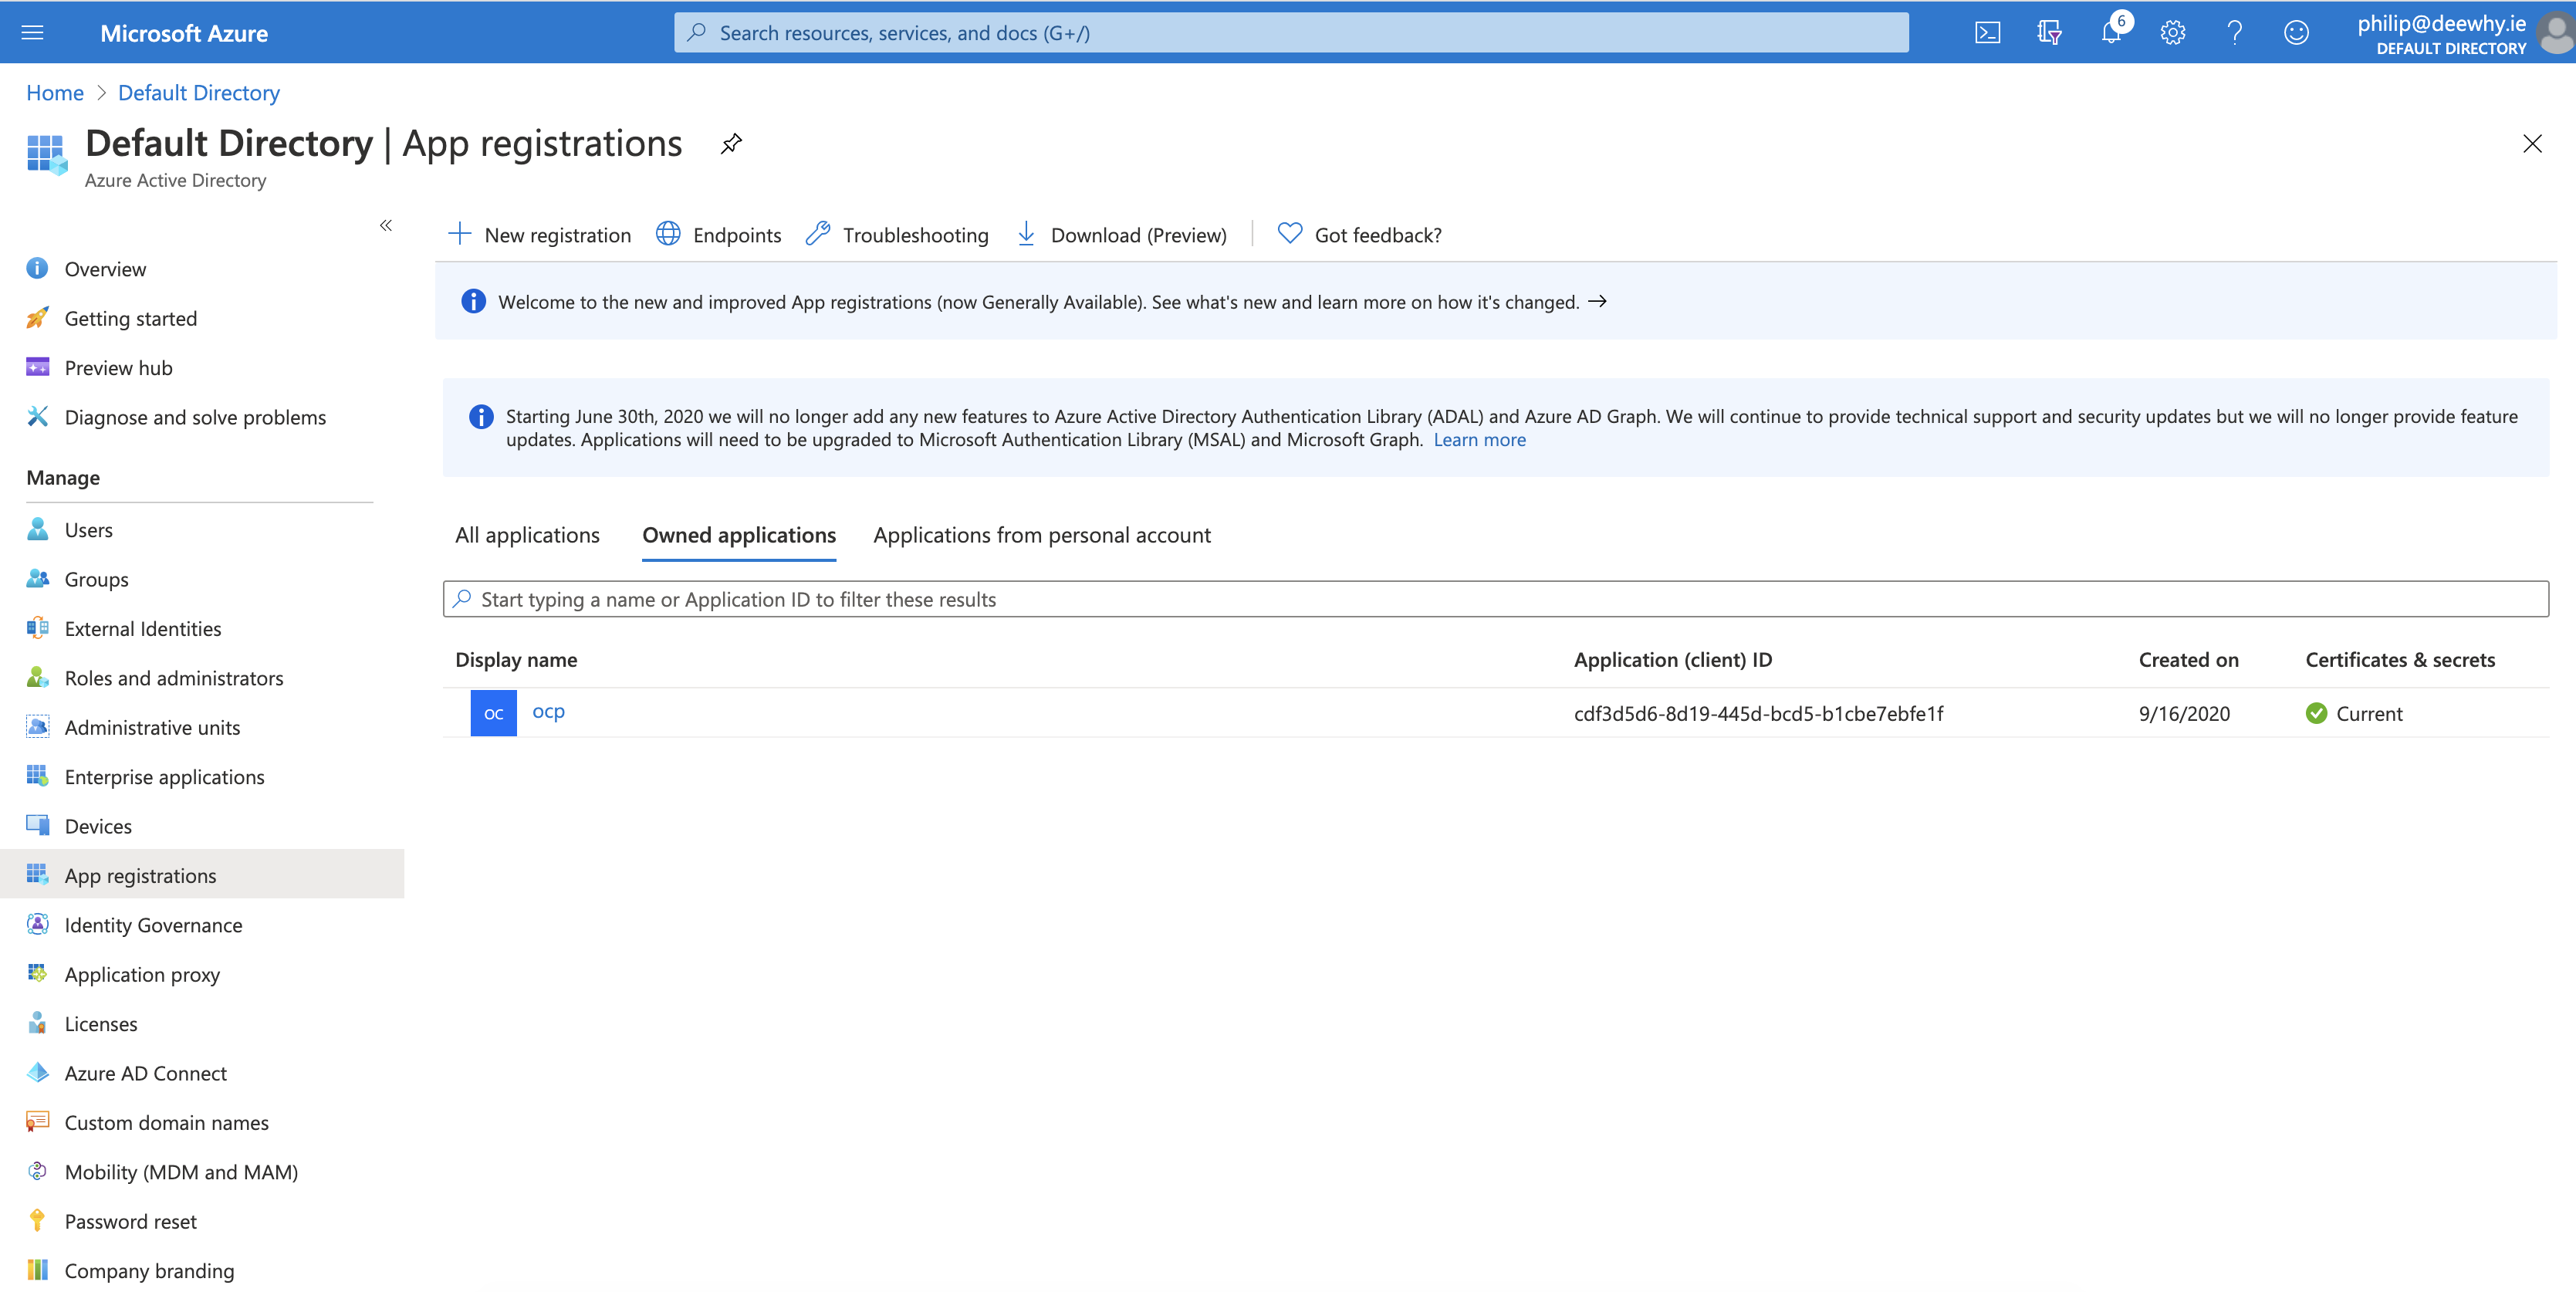 Microsoft Azure
Search resources, services, and docs (G+/)
6
philip@deewhy.ie
DEFAULT DIRECTORY
Home > Default Directory
Default Directory | App registrations
Azure Active Directory
«
New registration
Endpoints
Troubleshooting
Download (Preview)
Got feedback?
Overview
Getting started
Preview hub
Diagnose and solve problems
Manage
Users
Groups
External Identities
Roles and administrators
Administrative units
Enterprise applications
Devices
App registrations
Identity Governance
Application proxy
Licenses
Azure AD Connect
Custom domain names
Mobility (MDM and MAM)
Password reset
Company branding
Welcome to the new and improved App registrations (now Generally Available). See what's new and learn more on how it's changed. →
Starting June 30th, 2020 we will no longer add any new features to Azure Active Directory Authentication Library (ADAL) and Azure AD Graph. We will continue to provide technical support and security updates but we will no longer provide feature
updates. Applications will need to be upgraded to Microsoft Authentication Library (MSAL) and Microsoft Graph. Learn more
All applications
Owned applications
Applications from personal account
Start typing a name or Application ID to filter these results
Display name
Application (client) ID
Created on
Certificates & secrets
OC
ocp
cdf3d5d6-8d19-445d-bcd5-b1cbe7ebfe1f
9/16/2020
Current